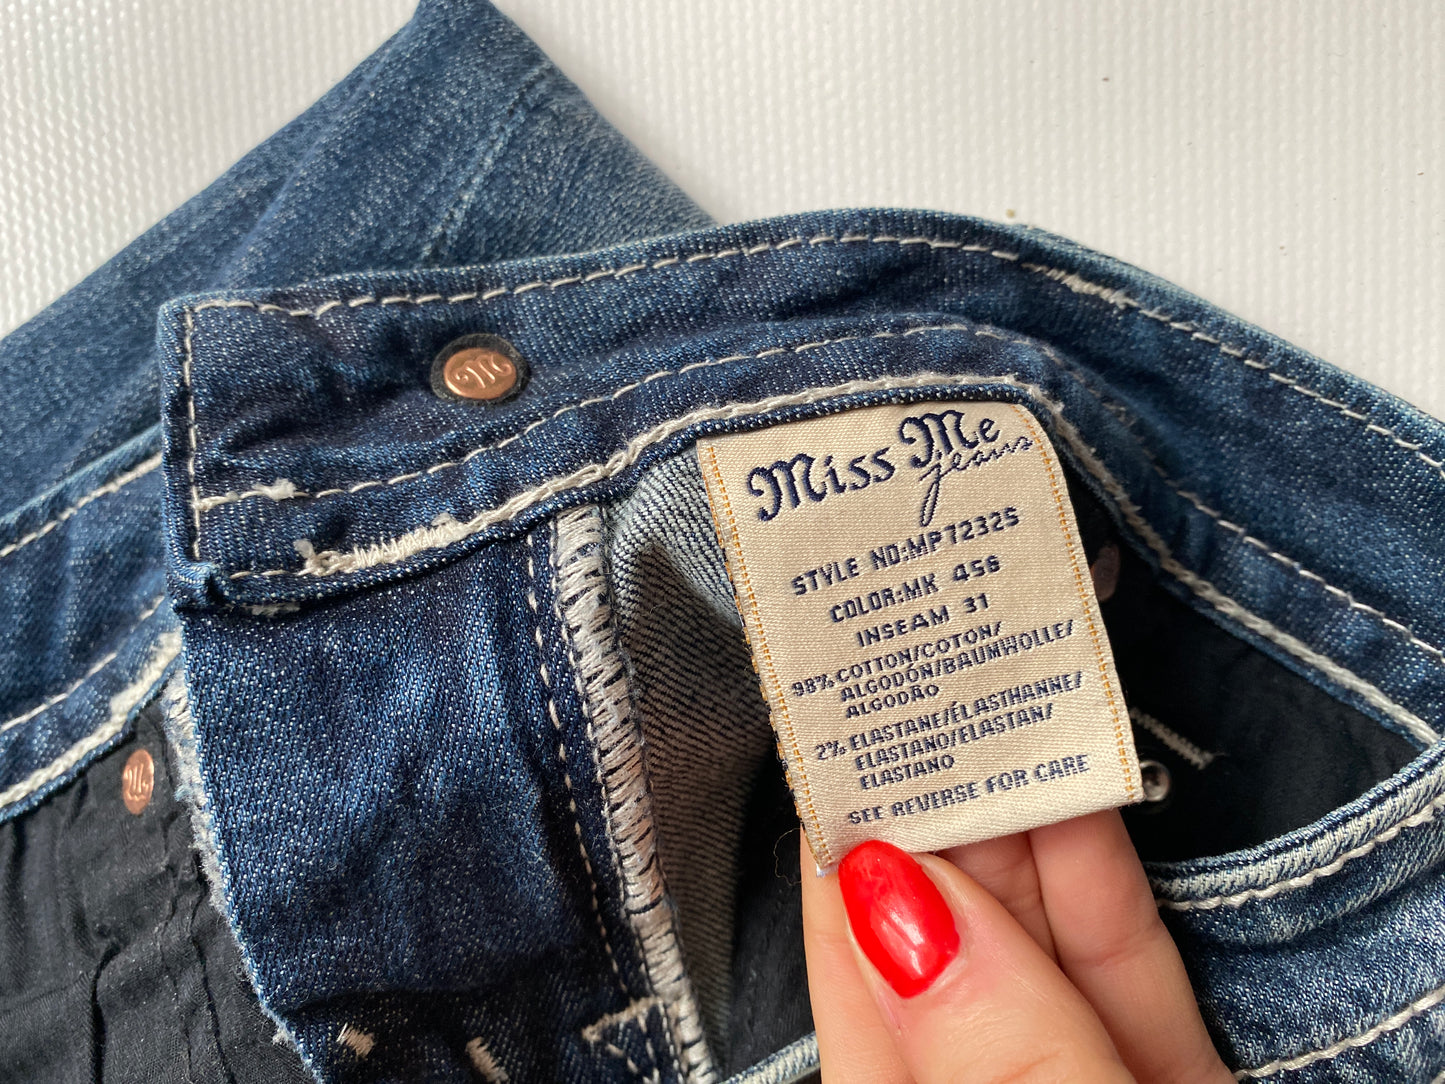 Miss Me
jeans
STYLE NO:MP7232S
COLOR:MK 456
INSEAM 31
98% COTTON/COTON/
ALGODÓN/BAUMWOLLE/
ALGODÃO
2% ELASTANE/ÉLASTHANNE/
ELASTANO/ELASTAN/
ELASTANO
SEE REVERSE FOR CARE
M
M